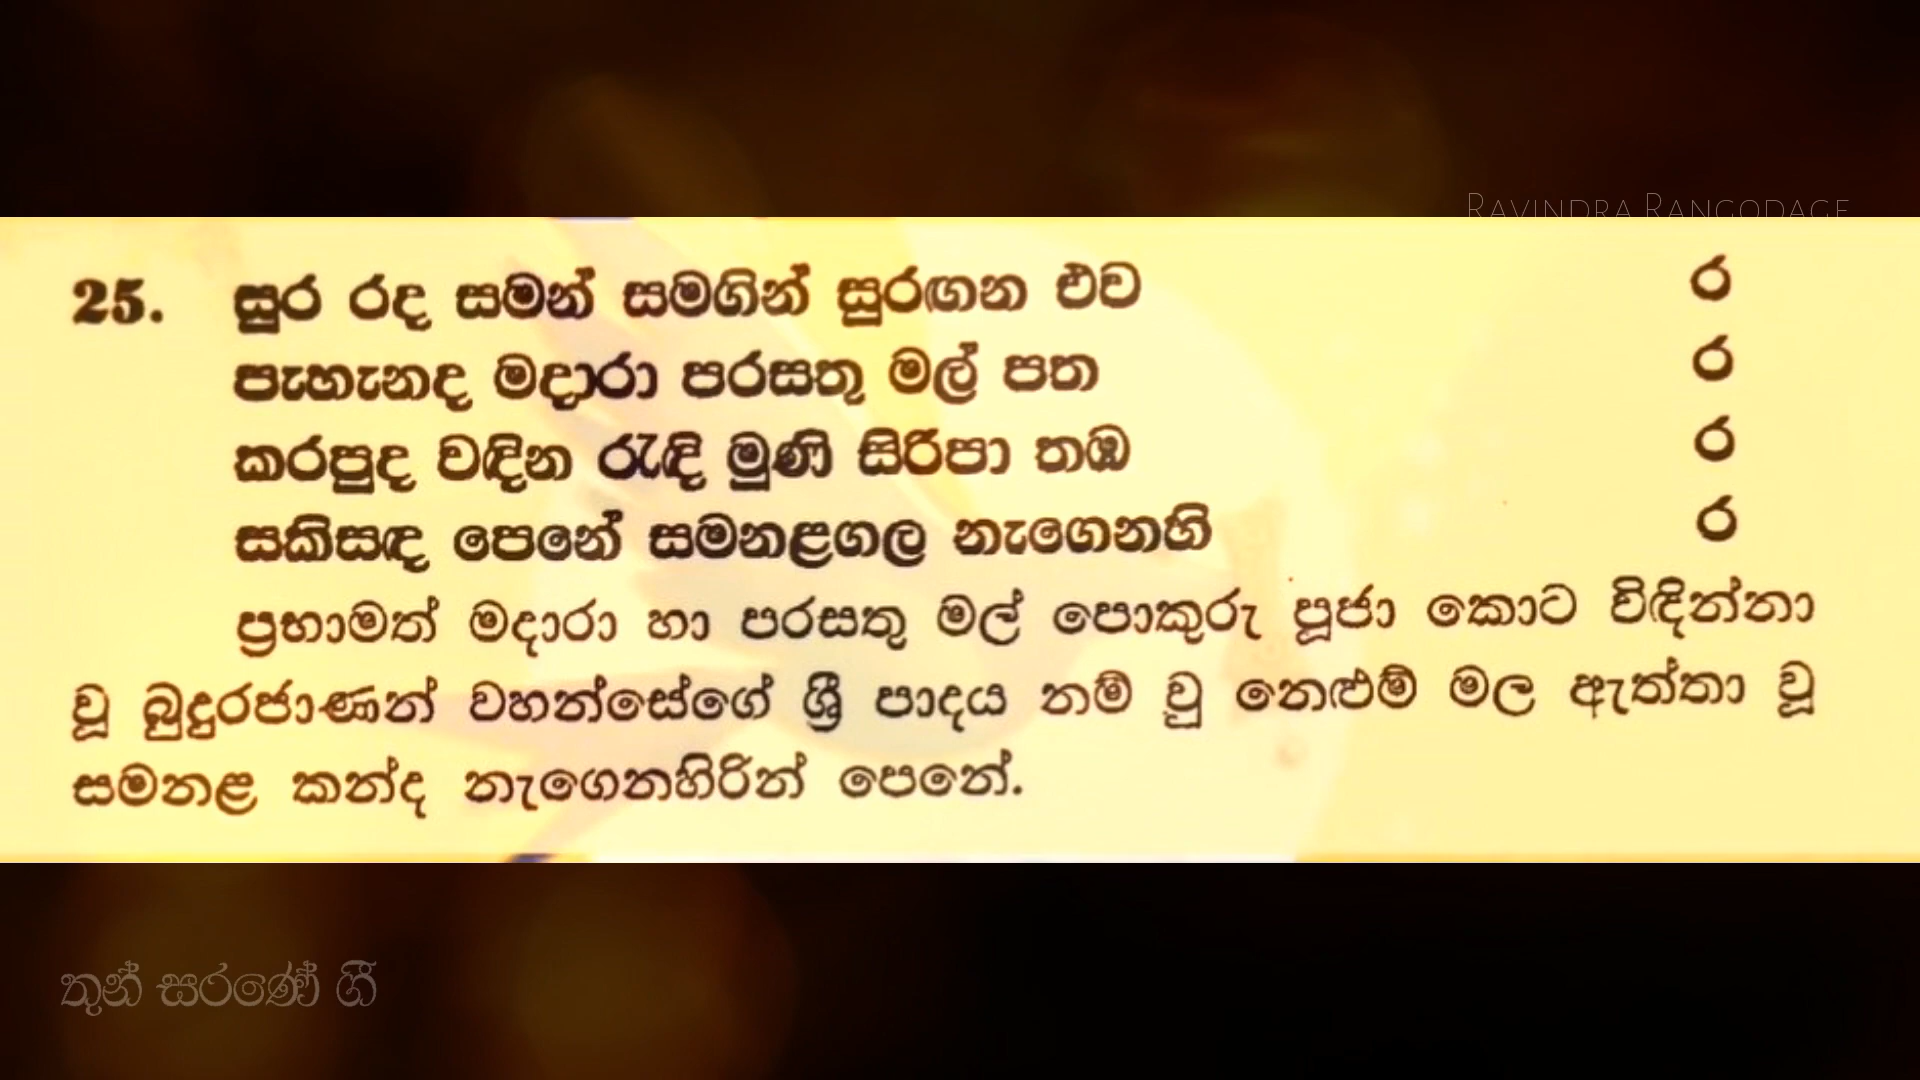 RAVINDRA RANGODAGE
25. සුර රද සමන් සමගින් සුරඟන එව ර
පැහැනද මදාරා පරසතු මල් පත ර
කරපුද වඳින රැඳි මුණි සිරිපා තඹ ර
සකිසඳ පෙනේ සමනළගල නැගෙනහි ර
ප්‍රභාමත් මදාරා හා පරසතු මල් පොකුරු පූජා කොට විඳින්නා
වූ බුදුරජාණන් වහන්සේගේ ශ්‍රී පාදය නම් වූ නෙළුම් මල ඇත්තා වූ
සමනළ කන්ද නැගෙනහිරින් පෙනේ.
තුන් සරණේ ගී